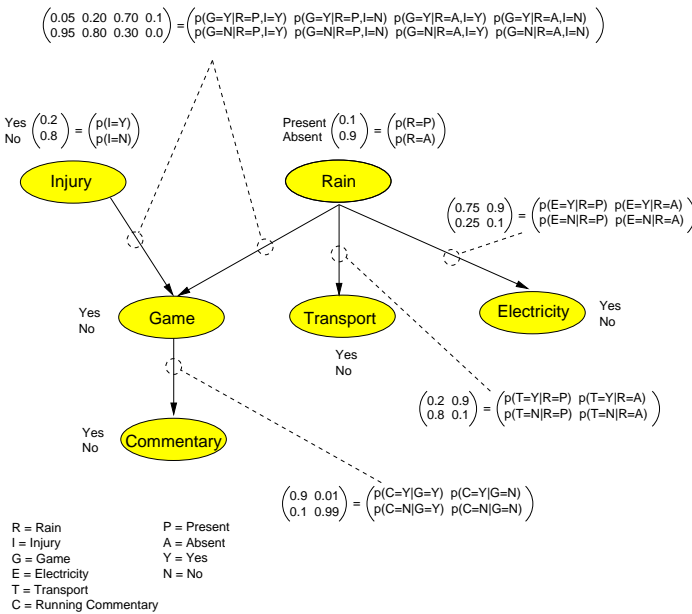 0.05 0.20 0.70 0.1 = p(G=Y|R=P,I=Y) p(G=Y|R=P,I=N) p(G=Y|R=A,I=Y) p(G=Y|R=A,I=N)
0.95 0.80 0.30 0.0 p(G=N|R=P,I=Y) p(G=N|R=P,I=N) p(G=N|R=A,I=Y) p(G=N|R=A,I=N)
Yes 0.2 = p(I=Y)
No 0.8 p(I=N)
Present 0.1 = p(R=P)
Absent 0.9 p(R=A)
Injury
Rain
0.75 0.9 = p(E=Y|R=P) p(E=Y|R=A)
0.25 0.1 p(E=N|R=P) p(E=N|R=A)
Yes
No
Game
Transport
Electricity
Yes
No
Yes
No
0.2 0.9 = p(T=Y|R=P) p(T=Y|R=A)
0.8 0.1 p(T=N|R=P) p(T=N|R=A)
Yes
No
Commentary
0.9 0.01 = p(C=Y|G=Y) p(C=Y|G=N)
0.1 0.99 p(C=N|G=Y) p(C=N|G=N)
R = Rain
I = Injury
G = Game
E = Electricity
T = Transport
C = Running Commentary
P = Present
A = Absent
Y = Yes
N = No